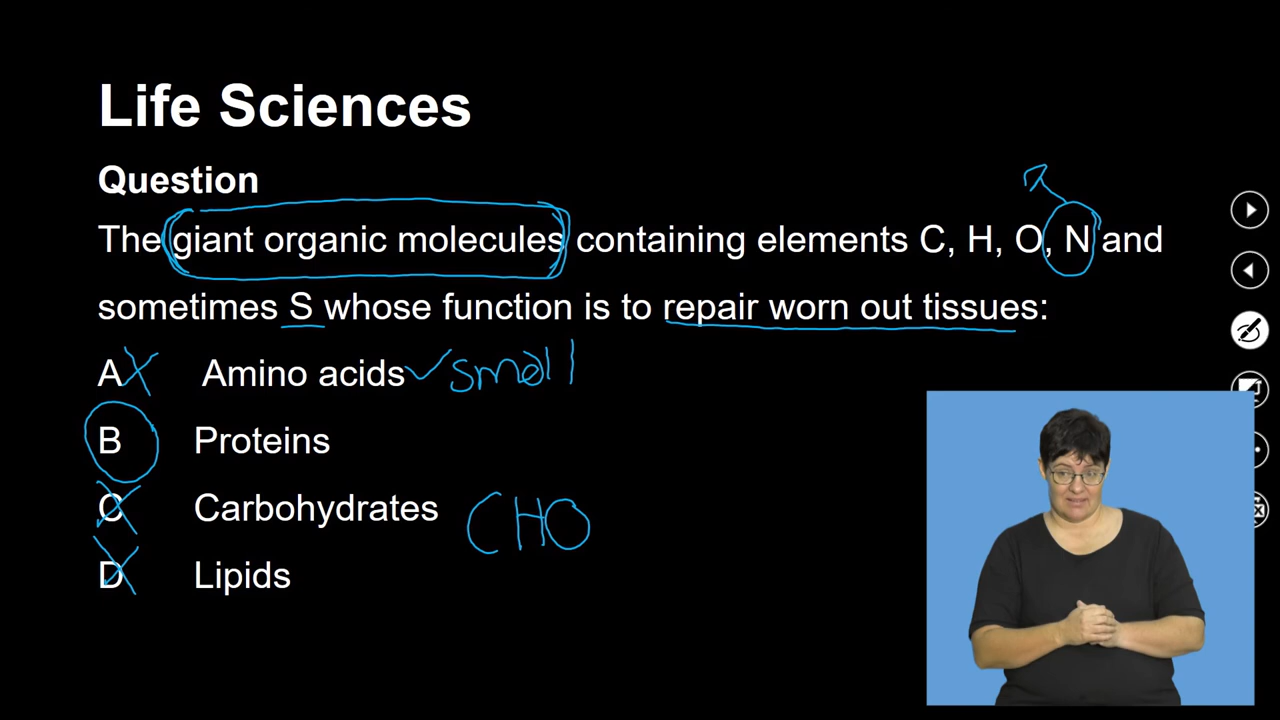 Life Sciences
Question
The giant organic molecules containing elements C, H, O, N and
sometimes S whose function is to repair worn out tissues:
A Amino acids small
B Proteins
C Carbohydrates CHO
D Lipids